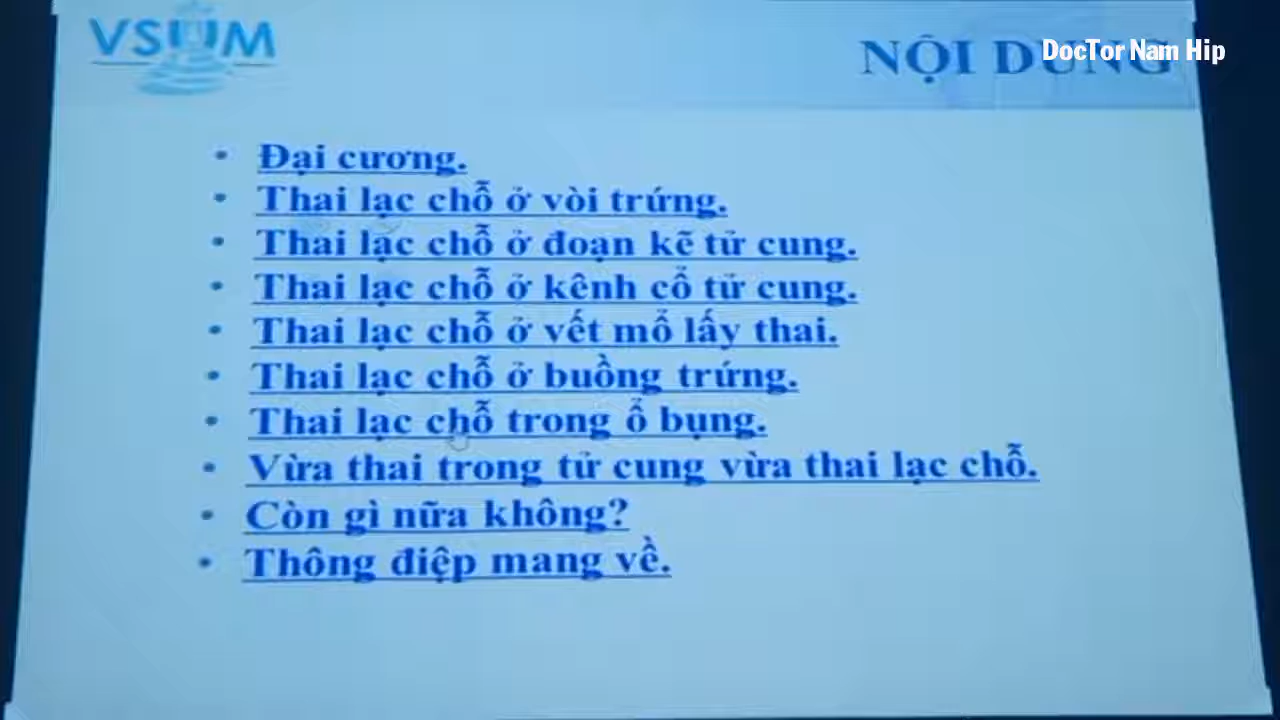 VSUM
NỘI DUNG
DocTor Nam Hip
• Đại cương.
• Thai lạc chỗ ở vòi trứng.
• Thai lạc chỗ ở đoạn kẽ tử cung.
• Thai lạc chỗ ở kênh cổ tử cung.
• Thai lạc chỗ ở vết mổ lấy thai.
• Thai lạc chỗ ở buồng trứng.
• Thai lạc chỗ trong ổ bụng.
• Vừa thai trong tử cung vừa thai lạc chỗ.
• Còn gì nữa không?
• Thông điệp mang về.